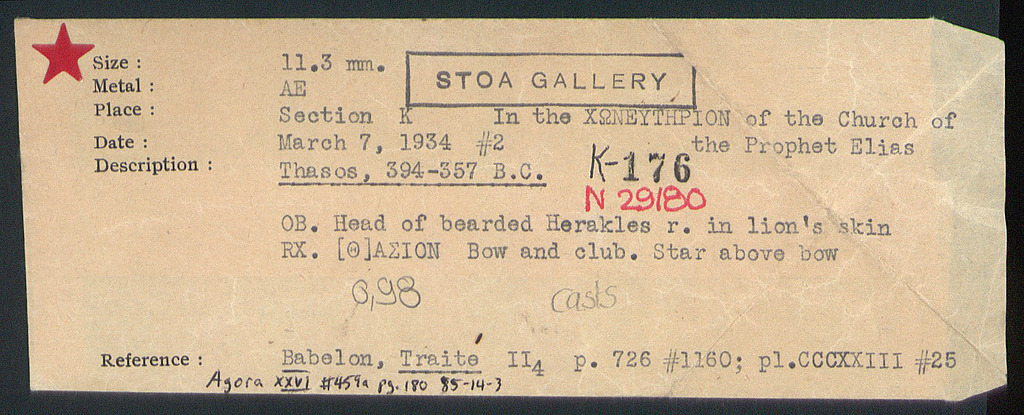 Size : 11.3 mm. STOA GALLERY
Metal : AE
Place : Section K In the ΧΩΝΕΥΤΗΡΙΟΝ of the Church of
Date : March 7, 1934 #2 the Prophet Elias
Description : Thasos, 394-357 B.C. K-176
N 29180
OB. Head of bearded Herakles r. in lion's skin
RX. [Θ]ΑΣΙΟΝ Bow and club. Star above bow
0,98 casts
Reference : Babelon, Traite II4 p. 726 #1160; pl.CCCXXIII #25
Agora XXVI #459a pg. 180 85-14-3